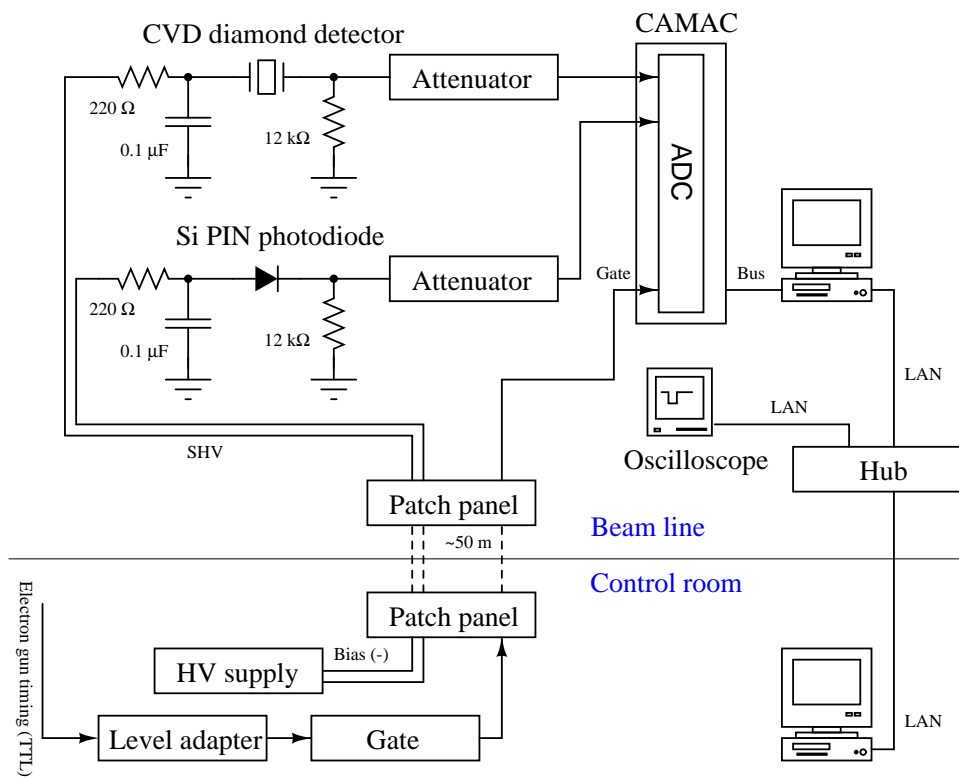 CVD diamond detector
CAMAC
Attenuator
220 Ω
0.1 μF
12 kΩ
ADC
Si PIN photodiode
Attenuator
Gate
Bus
220 Ω
0.1 μF
12 kΩ
LAN
LAN
SHV
Oscilloscope
Hub
Patch panel
~50 m
Beam line
Control room
Electron gun timing (TTL)
Patch panel
Bias (-)
HV supply
LAN
Level adapter
Gate